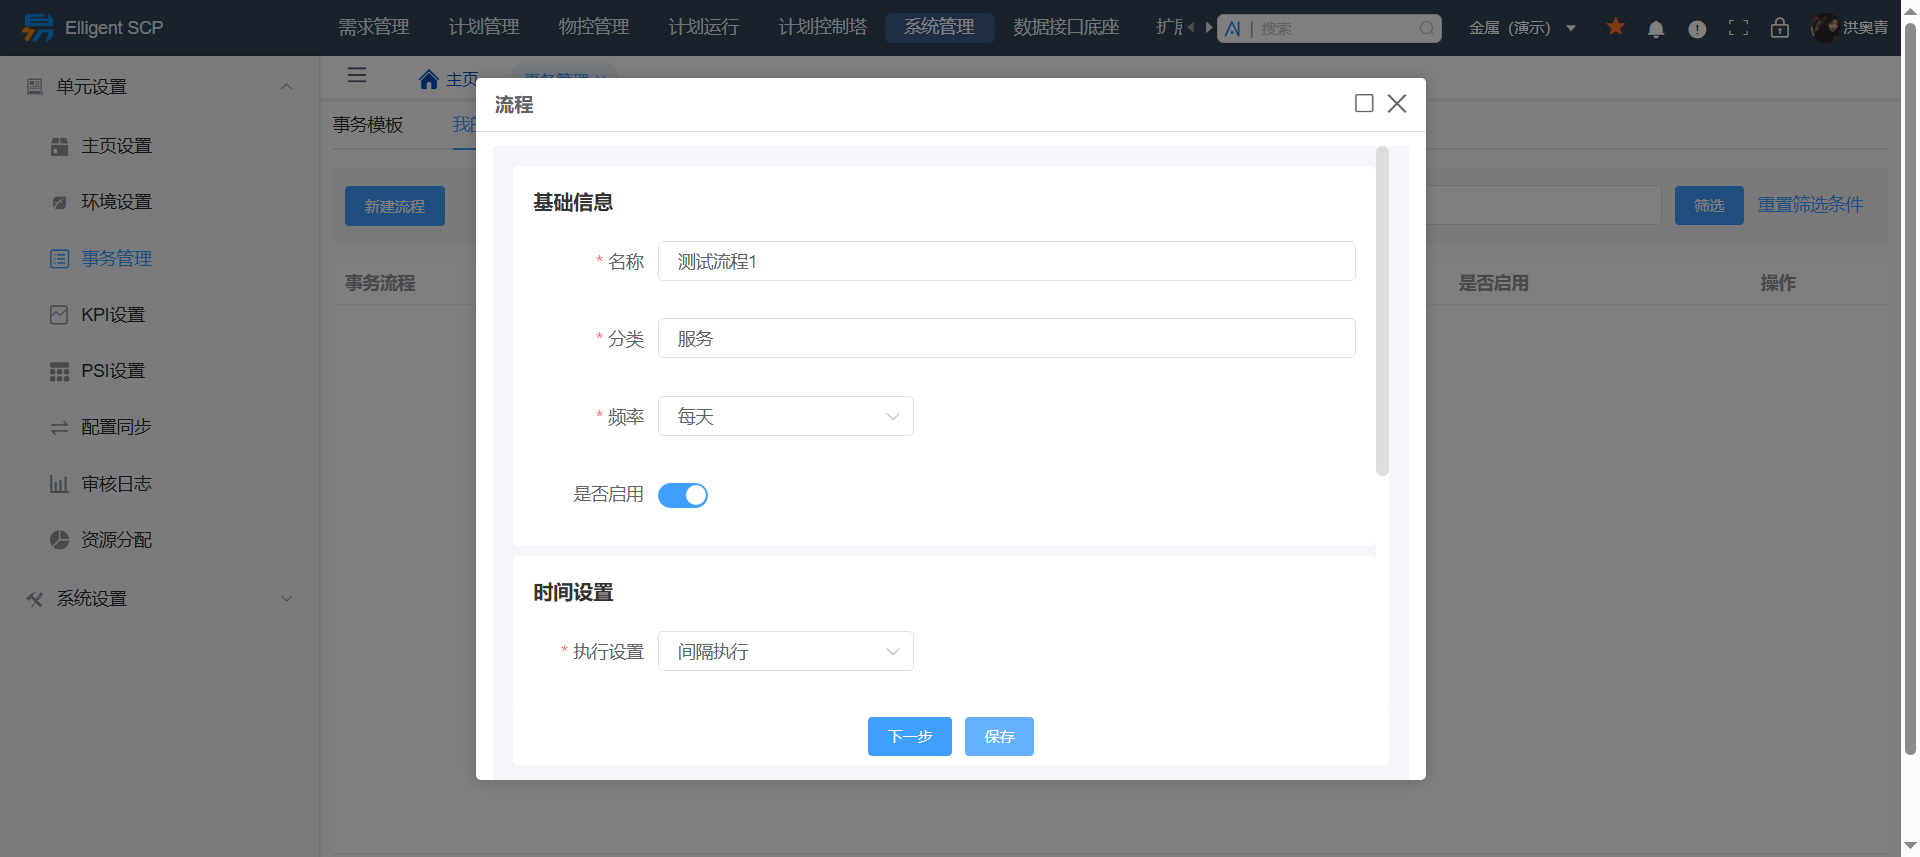 Elligent SCP
需求管理 计划管理 物控管理 计划运行 计划控制塔 系统管理 数据接口底座
AI | 搜索
金属（演示）
洪奥青
单元设置
主页设置
环境设置
事务管理
KPI设置
PSI设置
配置同步
审核日志
资源分配
系统设置
主页
事务管理
事务模板
新建流程
筛选 重置筛选条件
事务流程 是否启用 操作
流程
基础信息
* 名称 测试流程1
* 分类 服务
* 频率 每天
是否启用
时间设置
* 执行设置 间隔执行
下一步 保存